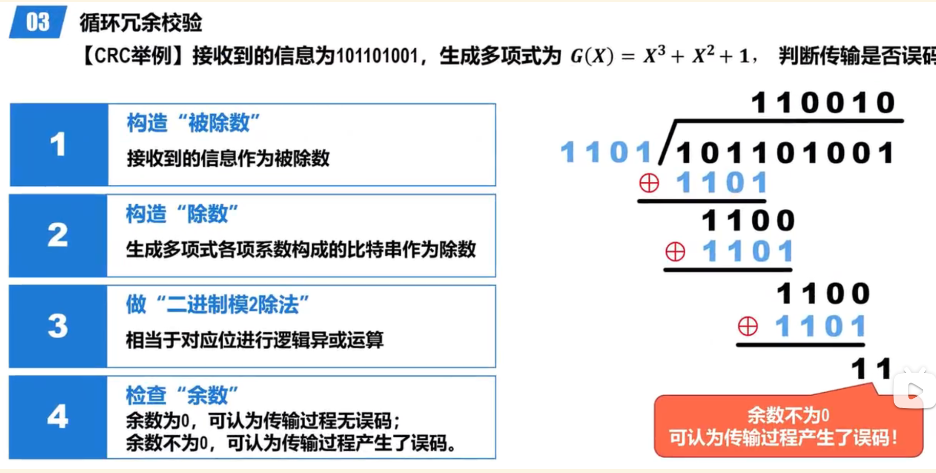 03 循环冗余校验
【CRC举例】接收到的信息为101101001，生成多项式为 G(X) = X³ + X² + 1， 判断传输是否误码
1
构造“被除数”
接收到的信息作为被除数
2
构造“除数”
生成多项式各项系数构成的比特串作为除数
3
做“二进制模2除法”
相当于对应位进行逻辑异或运算
4
检查“余数”
余数为0，可认为传输过程无误码；
余数不为0，可认为传输过程产生了误码。
110010
1101 101101001
⊕ 1101
1100
⊕ 1101
1100
⊕ 1101
11
余数不为0
可认为传输过程产生了误码！